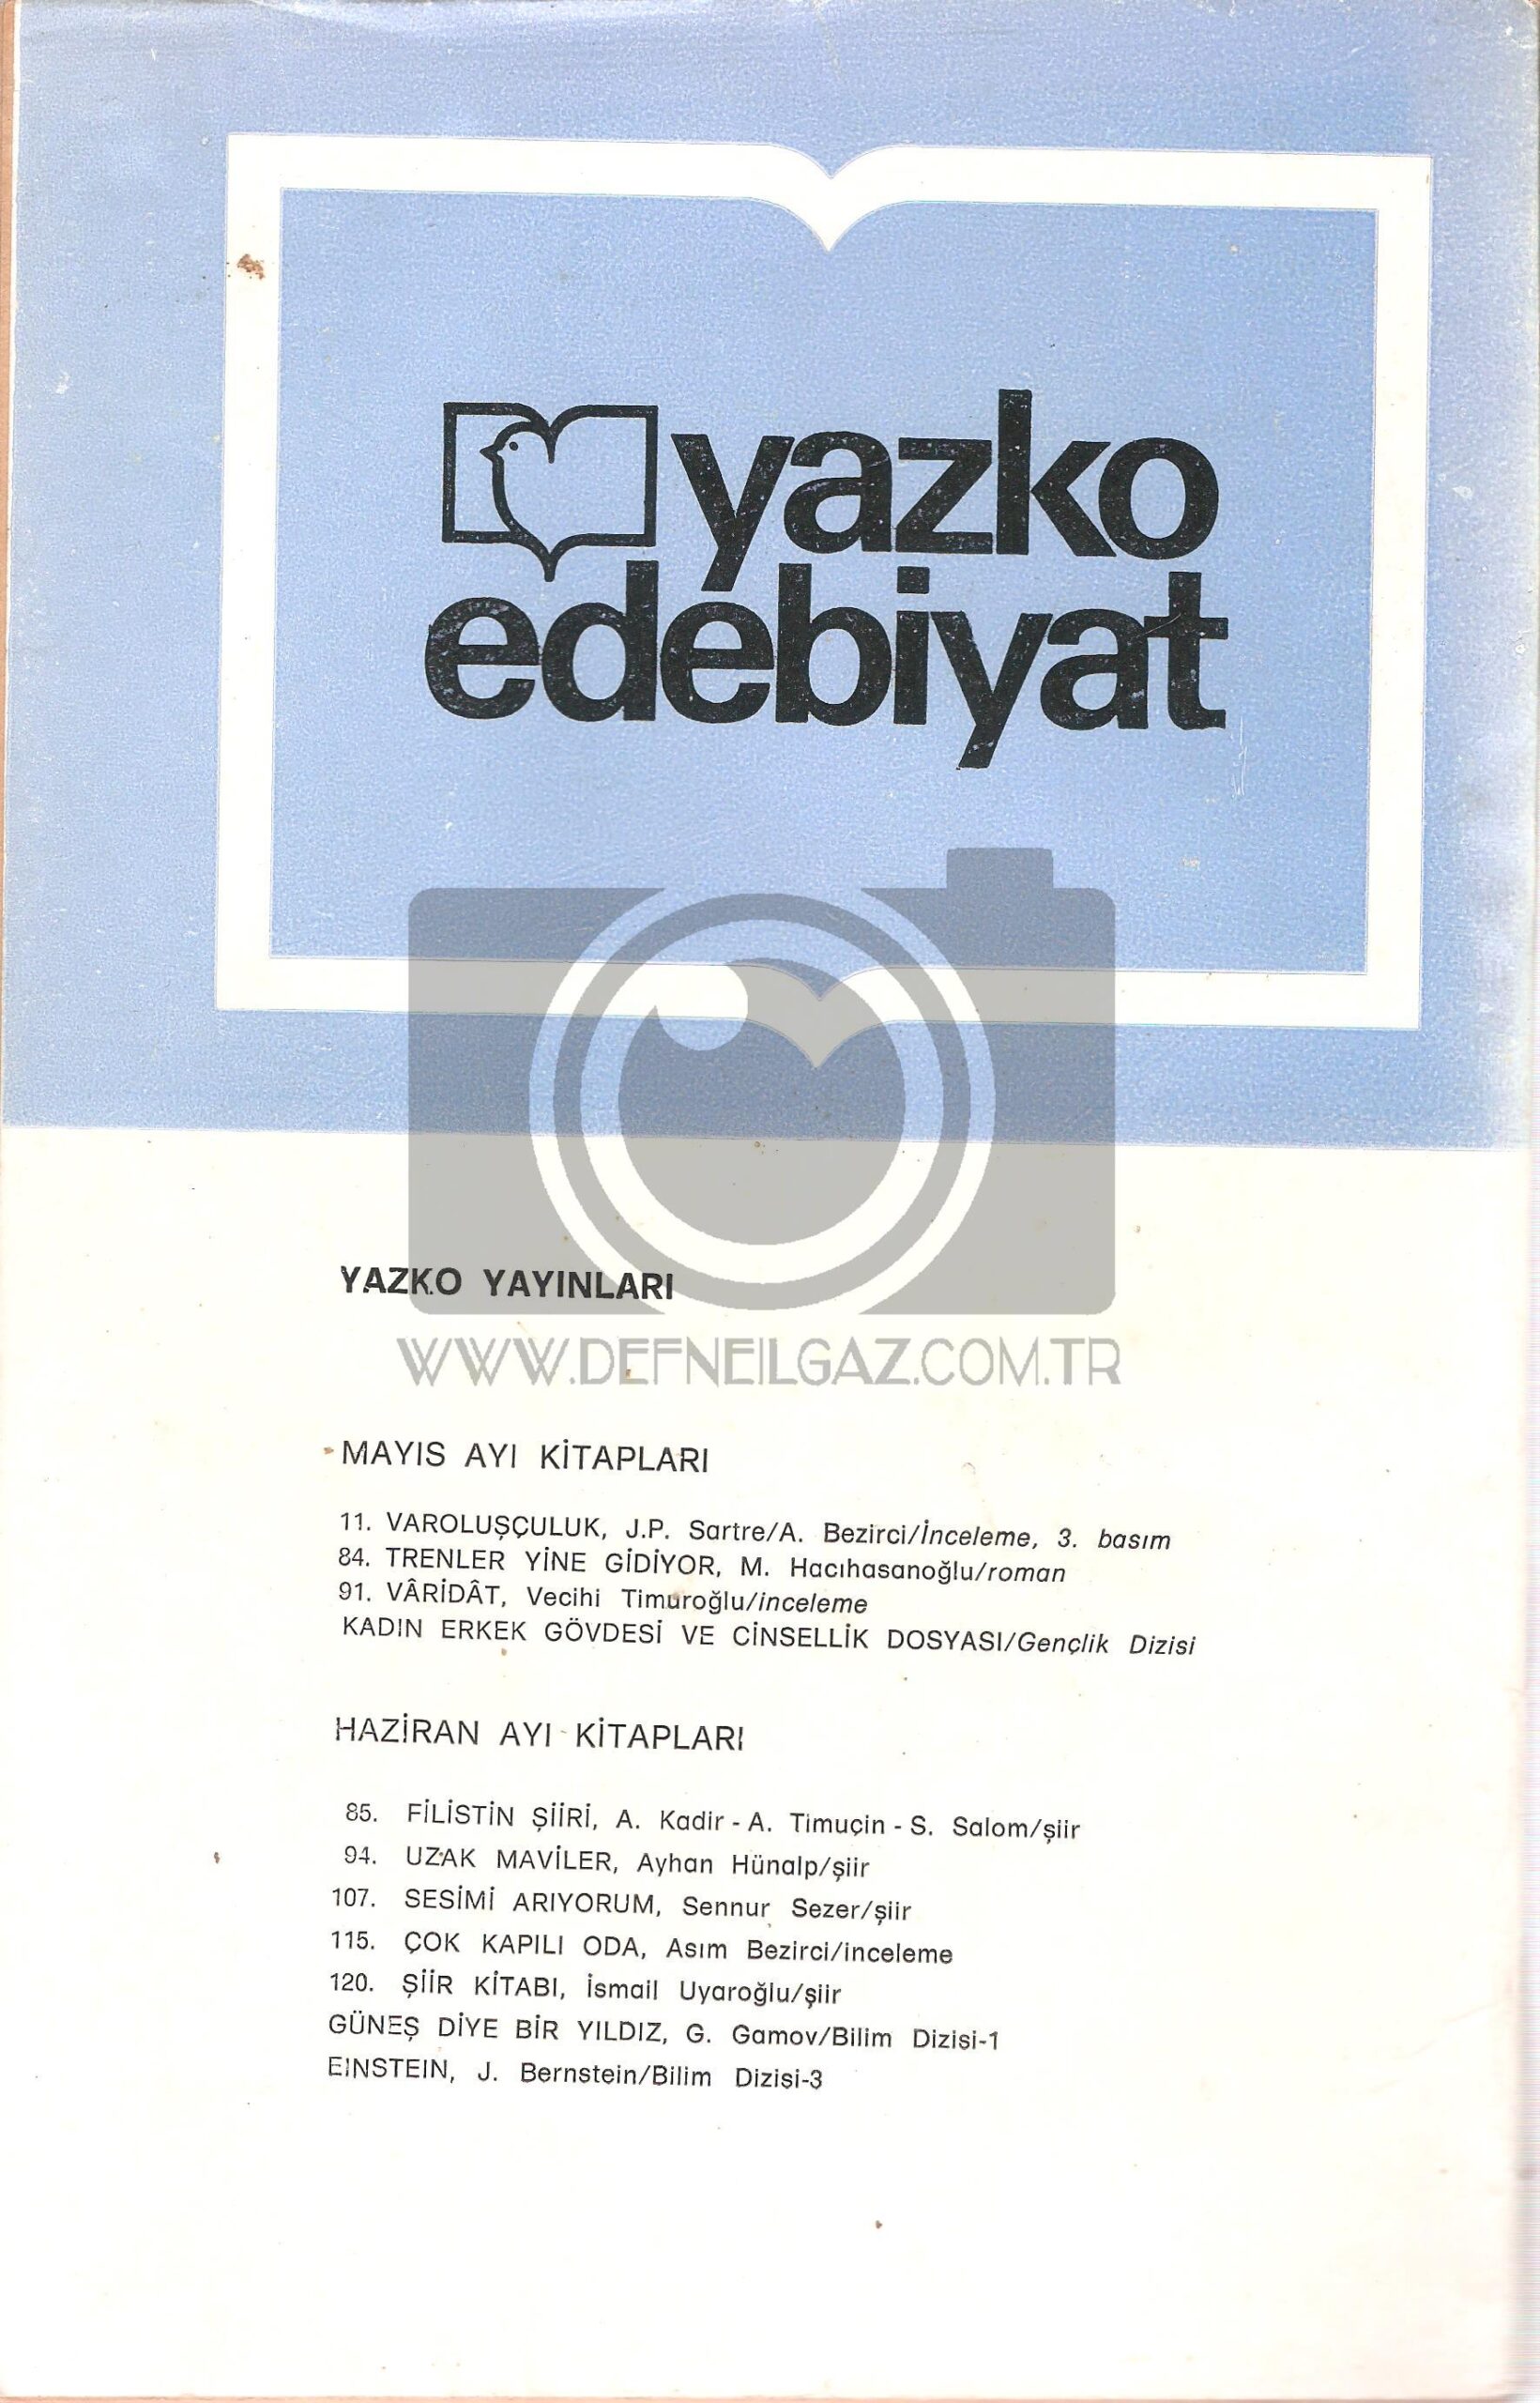 yazko
edebiyat
YAZKO YAYINLARI
WWW.DEFNEILGAZ.COM.TR
MAYIS AYI KİTAPLARI
11. VAROLUŞÇULUK, J.P. Sartre/A. Bezirci/İnceleme, 3. basım
84. TRENLER YİNE GİDİYOR, M. Hacıhasanoğlu/roman
91. VÂRİDÂT, Vecihi Timuroğlu/inceleme
KADIN ERKEK GÖVDESİ VE CİNSELLİK DOSYASI/Gençlik Dizisi
HAZİRAN AYI KİTAPLARI
85. FİLİSTİN ŞİİRİ, A. Kadir - A. Timuçin - S. Salom/şiir
94. UZAK MAVİLER, Ayhan Hünalp/şiir
107. SESİMİ ARIYORUM, Sennur Sezer/şiir
115. ÇOK KAPILI ODA, Asım Bezirci/inceleme
120. ŞİİR KİTABI, İsmail Uyaroğlu/şiir
GÜNEŞ DİYE BİR YILDIZ, G. Gamov/Bilim Dizisi-1
EINSTEIN, J. Bernstein/Bilim Dizisi-3